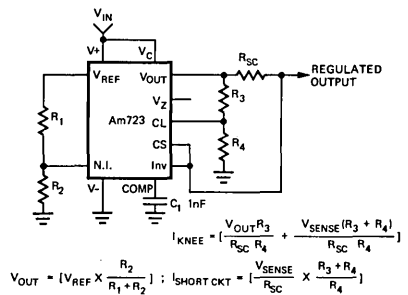 V_IN
V+ V_C
V_REF V_OUT R_SC REGULATED OUTPUT
V_Z R_3
R_1 Am723 CL
CS R_4
N.I. Inv
R_2 V- COMP
C_1 1nF
I_KNEE = [V_OUT R_3 / R_SC R_4 + V_SENSE (R_3 + R_4) / R_SC R_4]
V_OUT = [V_REF X R_2 / R_1 + R_2] ; I_SHORT CKT = [V_SENSE / R_SC X R_3 + R_4 / R_4]